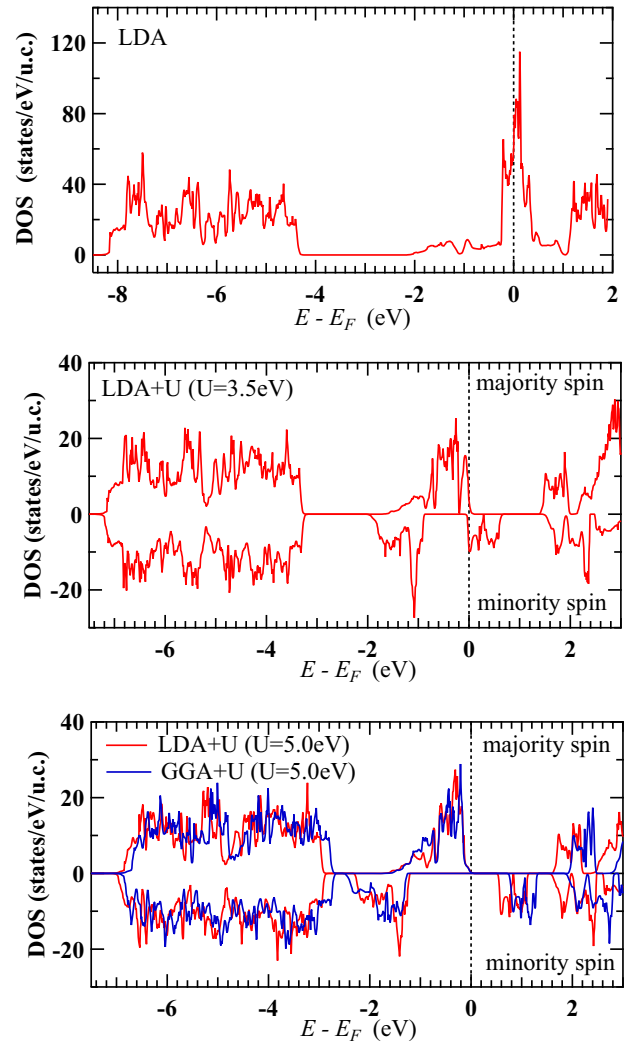 LDA
DOS (states/eV/u.c.)
120
80
40
0
-8 -6 -4 -2 0 2
E - E_F (eV)
LDA+U (U=3.5eV)
majority spin
minority spin
DOS (states/eV/u.c.)
40
20
0
-20
-6 -4 -2 0 2
E - E_F (eV)
LDA+U (U=5.0eV)
GGA+U (U=5.0eV)
majority spin
minority spin
DOS (states/eV/u.c.)
40
20
0
-20
-6 -4 -2 0 2
E - E_F (eV)